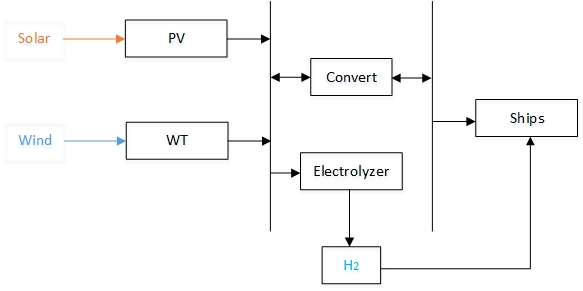 Solar
PV
Convert
Ships
Wind
WT
Electrolyzer
H2